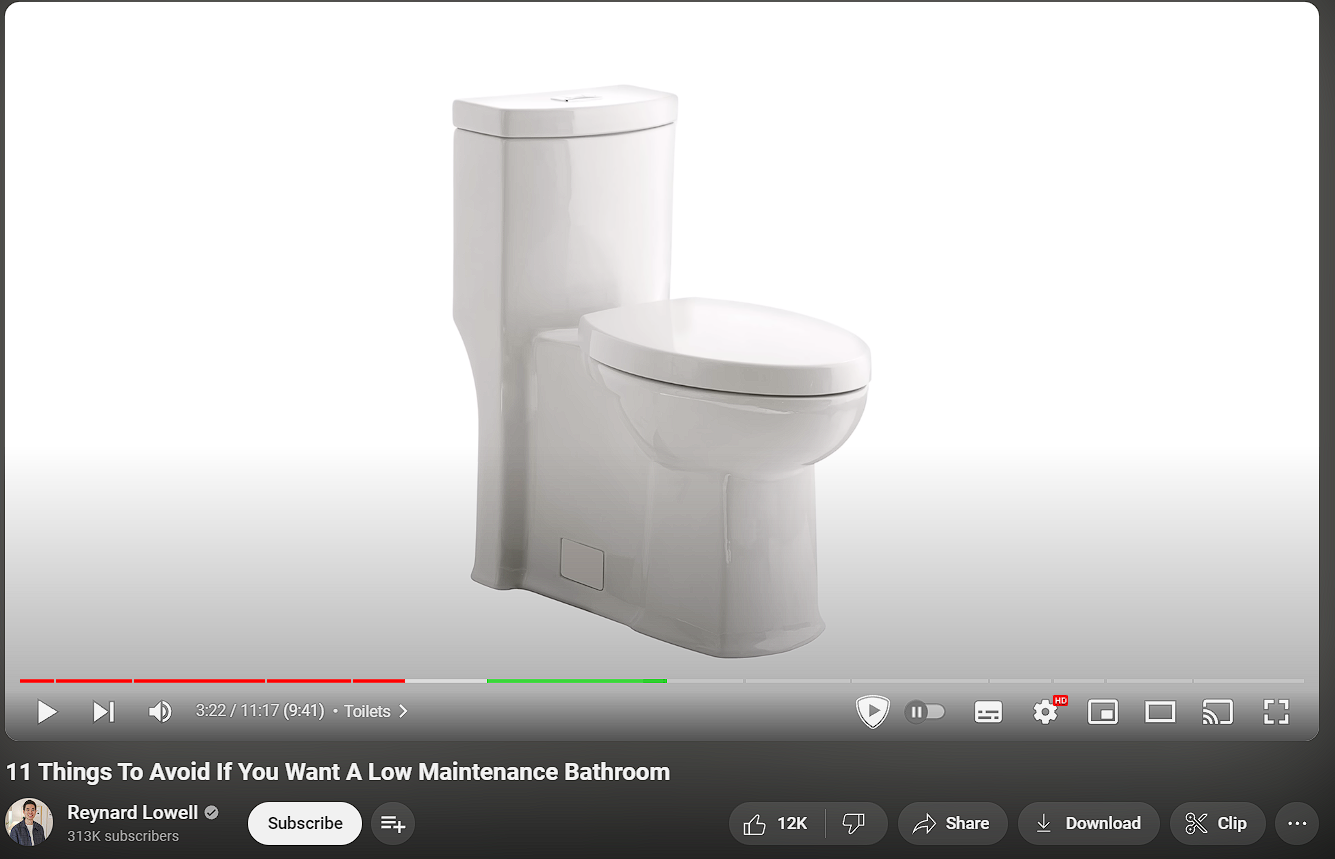 3:22 / 11:17 (9:41) • Toilets
HD
11 Things To Avoid If You Want A Low Maintenance Bathroom
Reynard Lowell
313K subscribers
Subscribe
12K
Share
Download
Clip